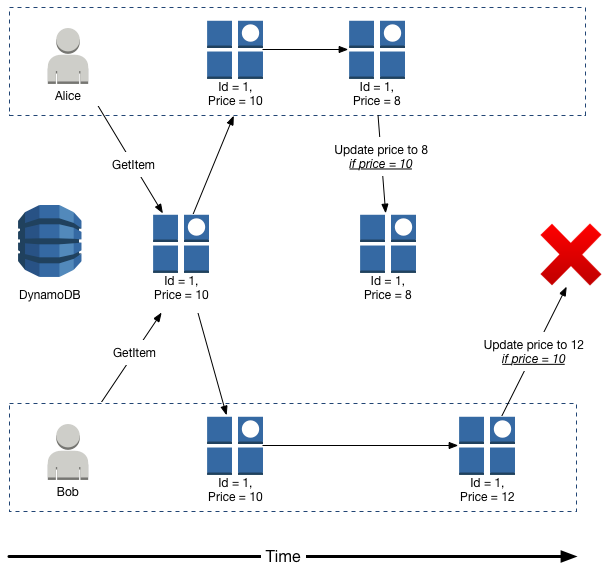 Id = 1,
Price = 10
Id = 1,
Price = 8
Alice
Update price to 8
if price = 10
GetItem
Id = 1,
Price = 10
Id = 1,
Price = 8
DynamoDB
GetItem
Update price to 12
if price = 10
Bob
Id = 1,
Price = 10
Id = 1,
Price = 12
Time